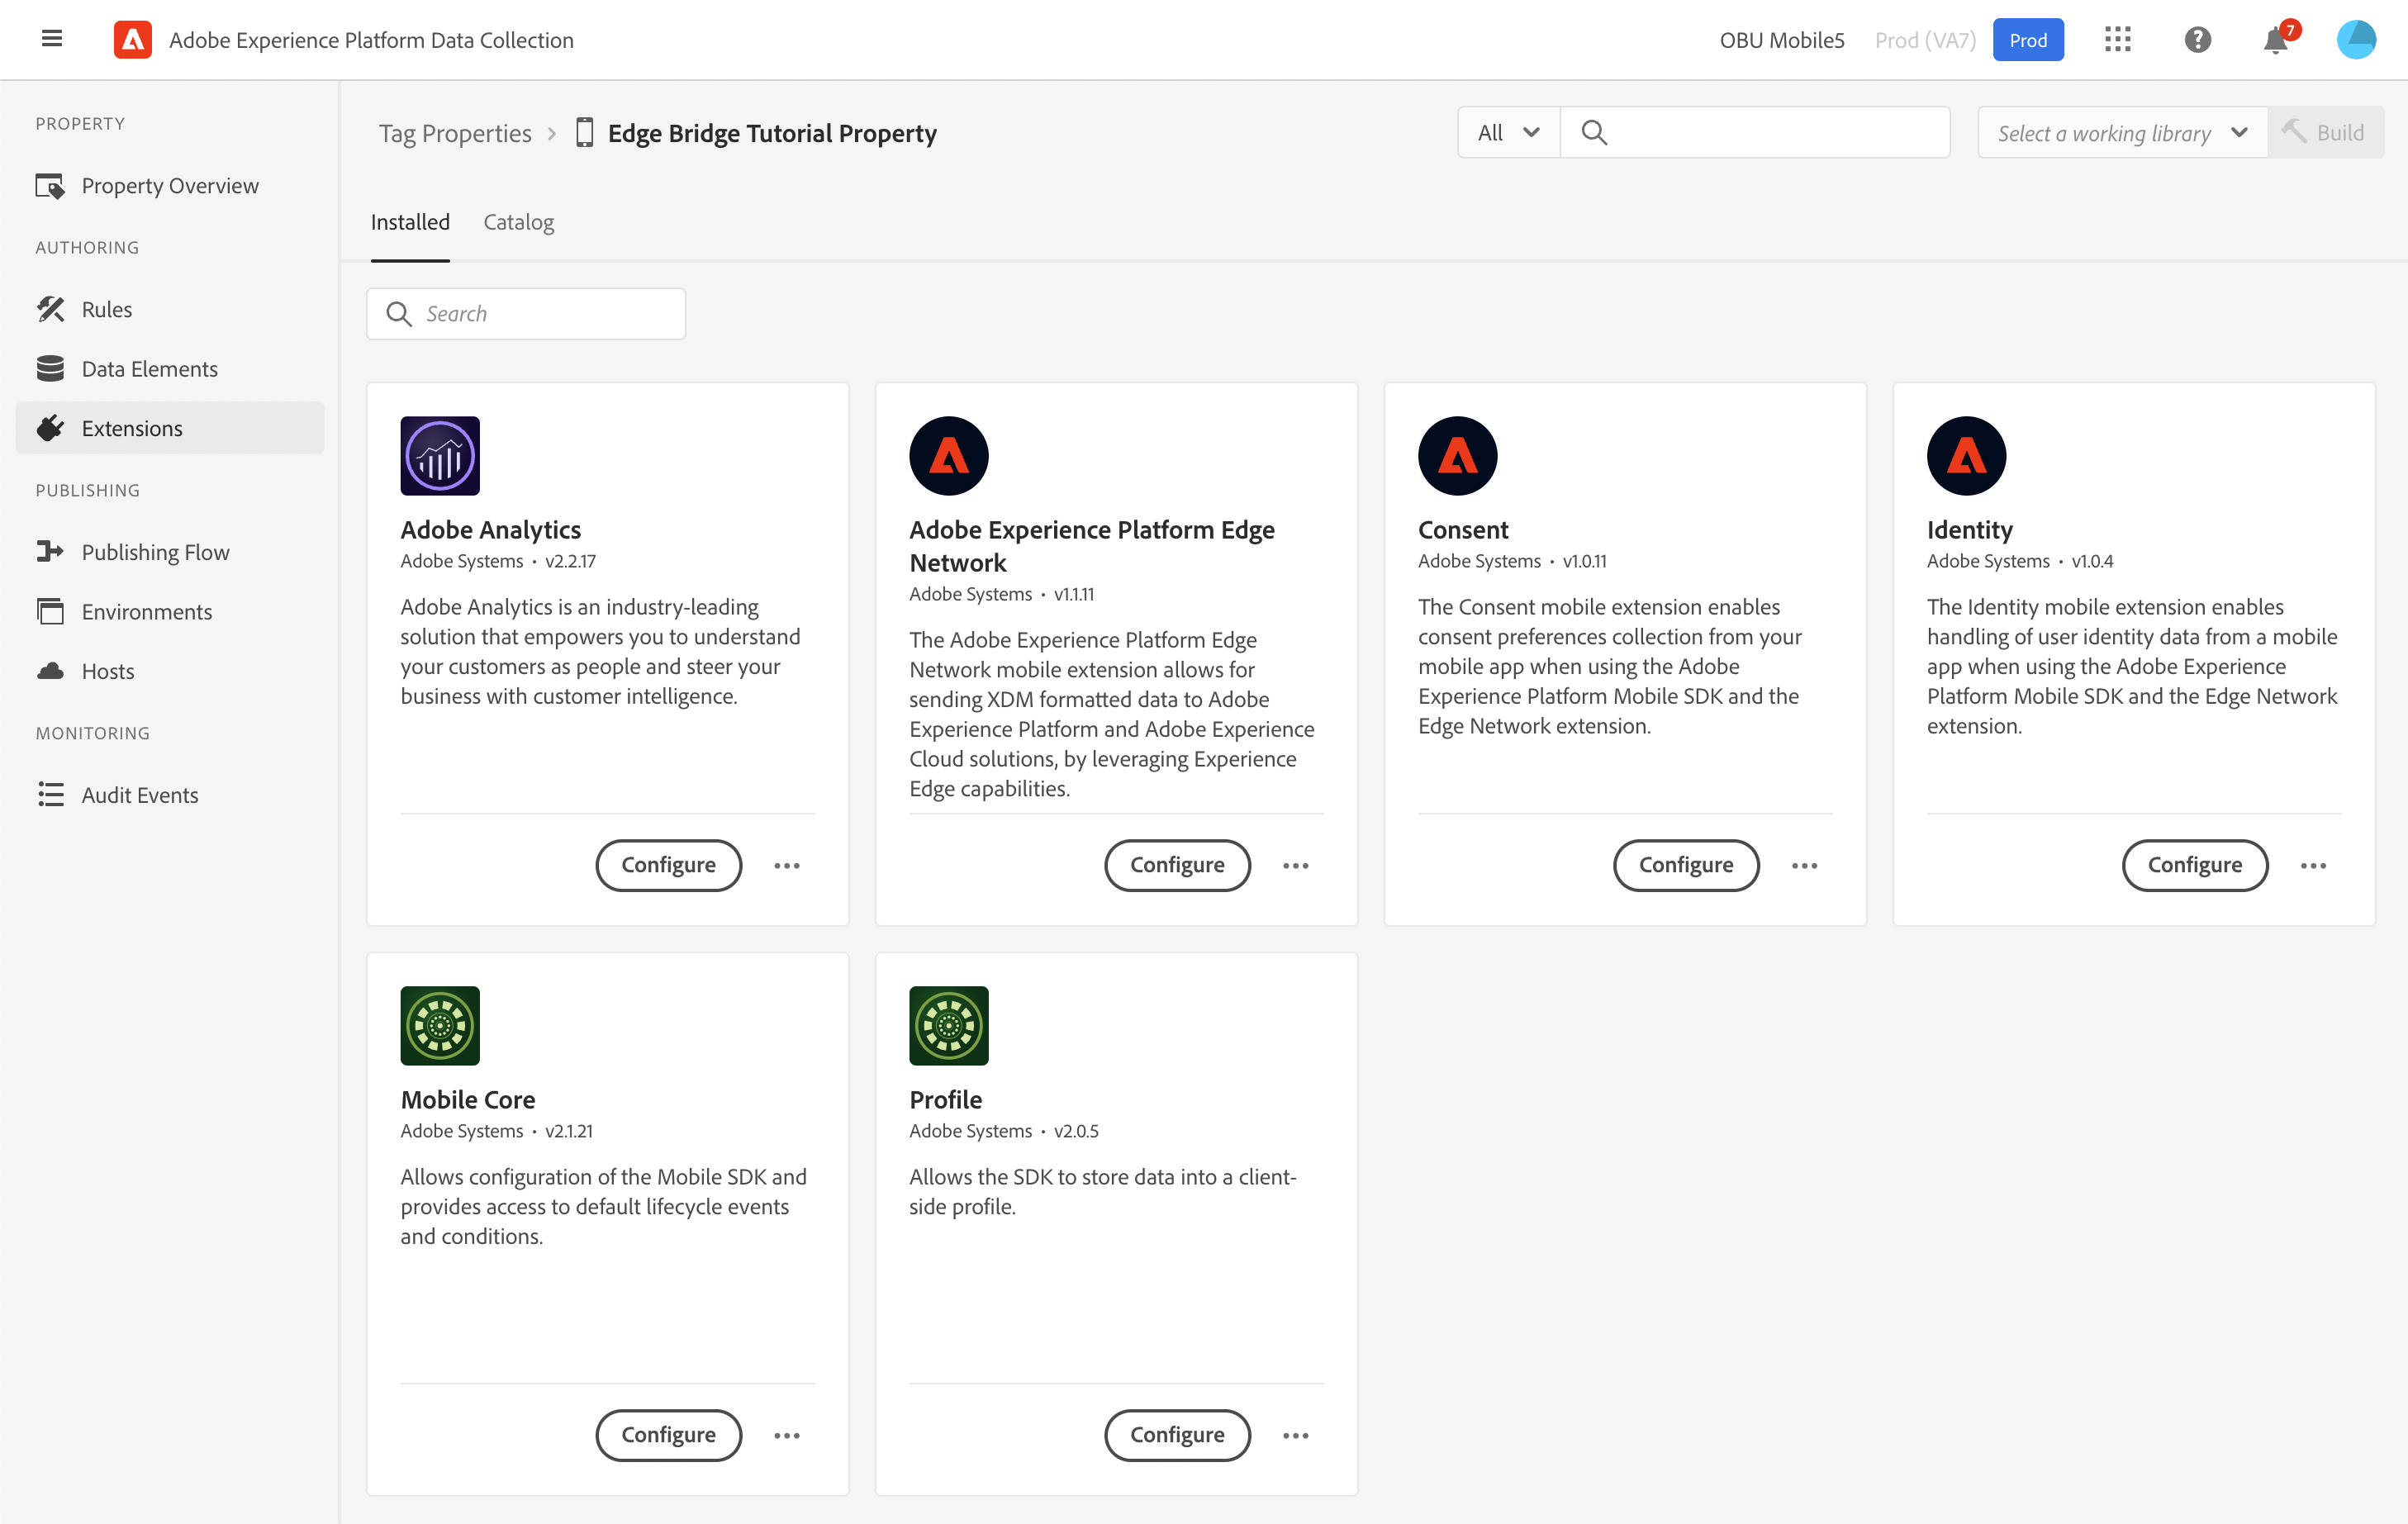 Adobe Experience Platform Data Collection
OBU Mobile5
Prod (VA7)
Prod
7
PROPERTY
Property Overview
AUTHORING
Rules
Data Elements
Extensions
PUBLISHING
Publishing Flow
Environments
Hosts
MONITORING
Audit Events
Tag Properties
Edge Bridge Tutorial Property
All
Select a working library
Build
Installed
Catalog
Search
Adobe Analytics
Adobe Systems • v2.2.17
Adobe Analytics is an industry-leading
solution that empowers you to understand
your customers as people and steer your
business with customer intelligence.
Configure
Adobe Experience Platform Edge
Network
Adobe Systems • v1.1.11
The Adobe Experience Platform Edge
Network mobile extension allows for
sending XDM formatted data to Adobe
Experience Platform and Adobe Experience
Cloud solutions, by leveraging Experience
Edge capabilities.
Configure
Consent
Adobe Systems • v1.0.11
The Consent mobile extension enables
consent preferences collection from your
mobile app when using the Adobe
Experience Platform Mobile SDK and the
Edge Network extension.
Configure
Identity
Adobe Systems • v1.0.4
The Identity mobile extension enables
handling of user identity data from a mobile
app when using the Adobe Experience
Platform Mobile SDK and the Edge Network
extension.
Configure
Mobile Core
Adobe Systems • v2.1.21
Allows configuration of the Mobile SDK and
provides access to default lifecycle events
and conditions.
Configure
Profile
Adobe Systems • v2.0.5
Allows the SDK to store data into a client-
side profile.
Configure